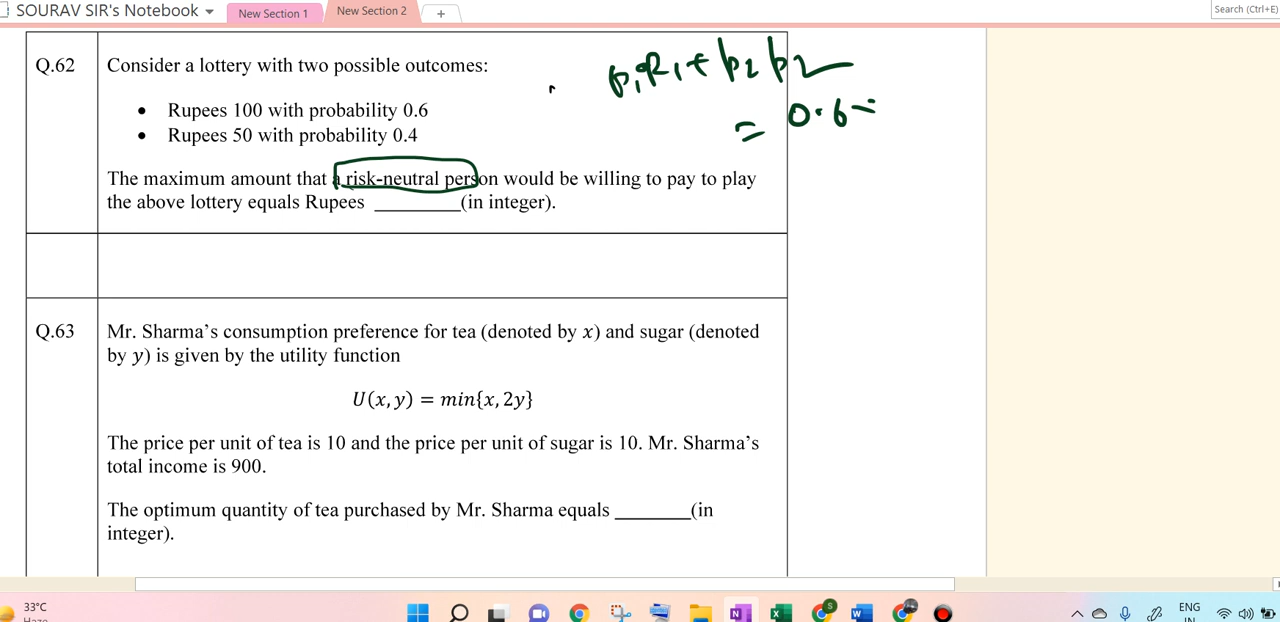 SOURAV SIR's Notebook
New Section 1
New Section 2
+
Search (Ctrl+E)
Q.62
Consider a lottery with two possible outcomes:
• Rupees 100 with probability 0.6
• Rupees 50 with probability 0.4
The maximum amount that a risk-neutral person would be willing to pay to play
the above lottery equals Rupees ________(in integer).
= 0.6
Q.63
Mr. Sharma's consumption preference for tea (denoted by x) and sugar (denoted
by y) is given by the utility function
U(x, y) = min{x, 2y}
The price per unit of tea is 10 and the price per unit of sugar is 10. Mr. Sharma's
total income is 900.
The optimum quantity of tea purchased by Mr. Sharma equals _______(in
integer).
33°C
Haze
ENG
IN